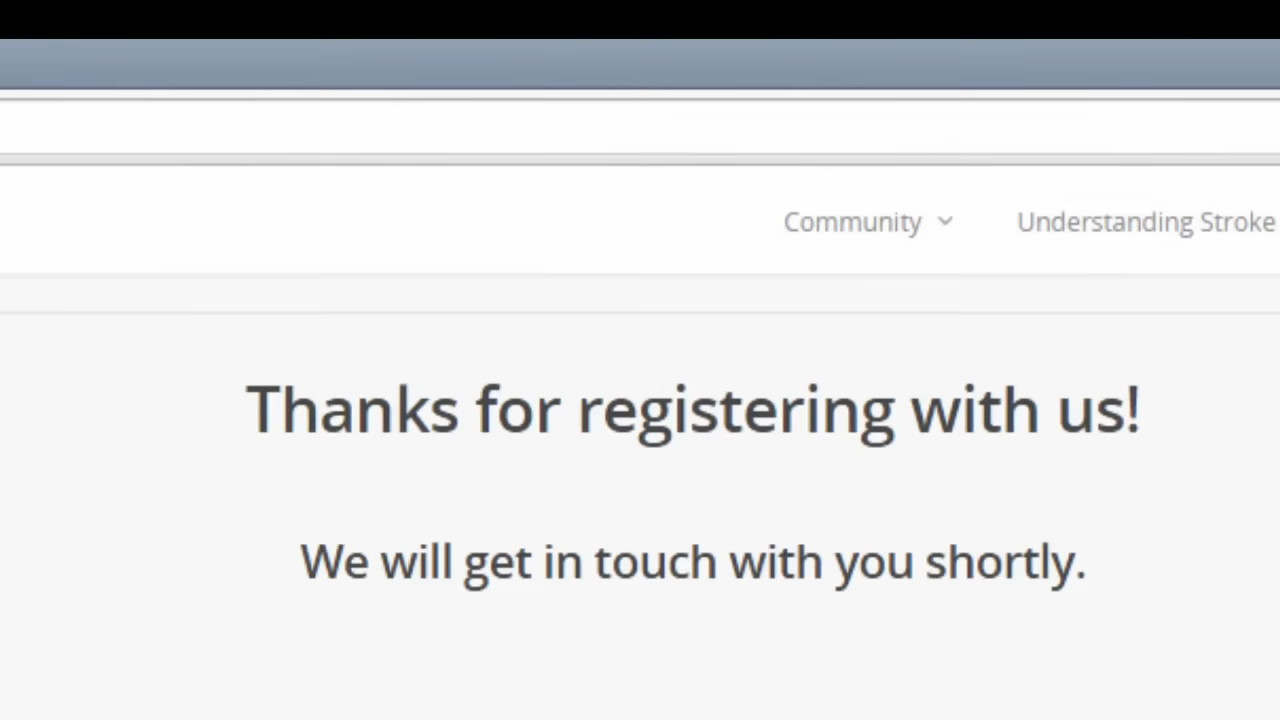 Community
Understanding Stroke
Thanks for registering with us!
We will get in touch with you shortly.